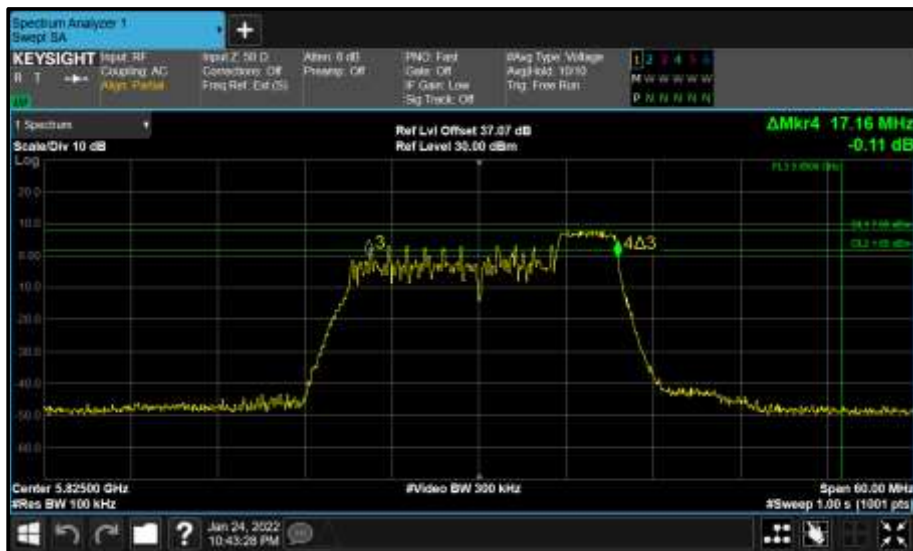 Spectrum Analyzer 1
Swept SA
+
KEYSIGHT
R T
Input: RF
Coupling: AC
Align: Partial
Input Z: 50 Ω
Corrections: Off
Freq Ref: Ext (S)
Atten: 6 dB
Preamp: Off
PNO: Fast
Gate: Off
IF Gain: Low
Sig Track: Off
#Avg Type: Voltage
Avg|Hold: 10/10
Trig: Free Run
1 2 3 4 5 6
M W W W W W
P N N N N N
1 Spectrum
Scale/Div 10 dB
Log
Ref Lvl Offset 37.07 dB
Ref Level 30.00 dBm
ΔMkr4 17.16 MHz
-0.11 dB
20.0
10.0
0.00
-10.0
-20.0
-30.0
-40.0
-50.0
-60.0
3
4Δ3
Center 5.82500 GHz
#Res BW 100 kHz
#Video BW 300 kHz
Span 60.00 MHz
#Sweep 1.00 s (1001 pts)
?
Jan 24, 2022
10:43:28 PM